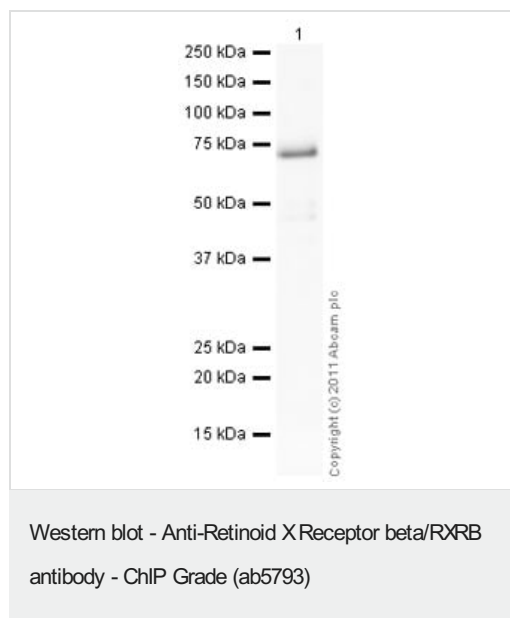 1
250 kDa
150 kDa
100 kDa
75 kDa
50 kDa
37 kDa
25 kDa
20 kDa
15 kDa
Copyright (c) 2011 Abcam plc
Western blot - Anti-Retinoid X Receptor beta/RXRB
antibody - ChIP Grade (ab5793)